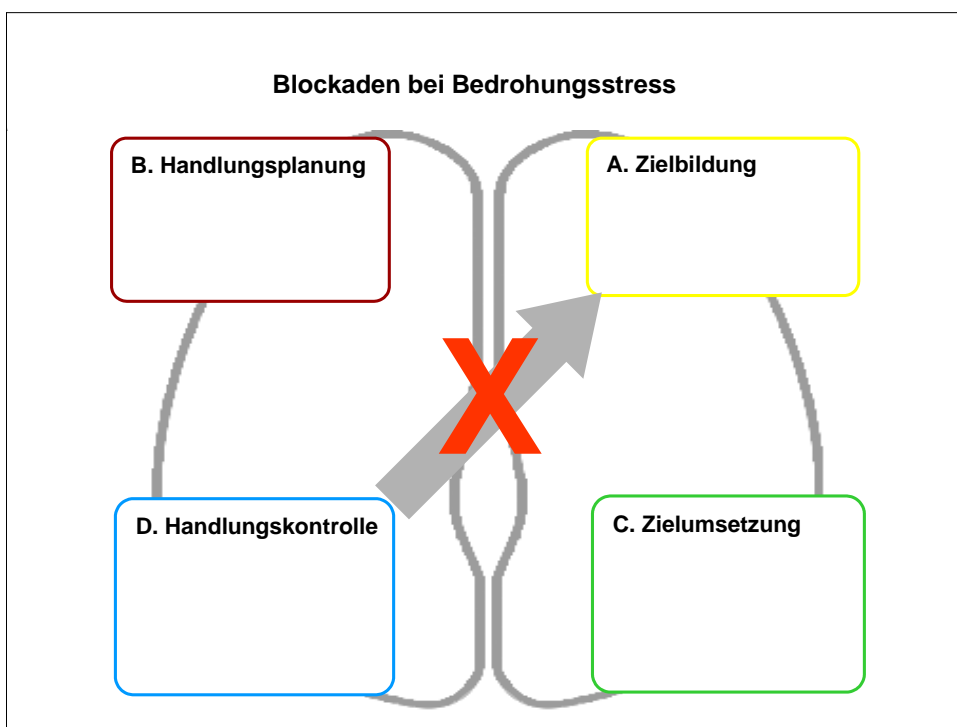 Blockaden bei Bedrohungsstress
B. Handlungsplanung
A. Zielbildung
X
D. Handlungskontrolle
C. Zielumsetzung